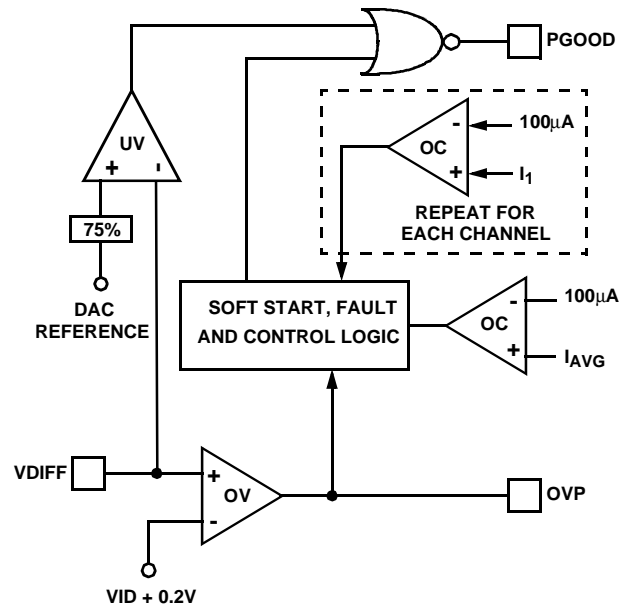 PGOOD
-
100µA
OC
+
I1
REPEAT FOR
EACH CHANNEL
UV
+ -
75%
DAC
REFERENCE
SOFT START, FAULT
AND CONTROL LOGIC
-
100µA
OC
+
IAVG
VDIFF
+
OV
-
OVP
VID + 0.2V